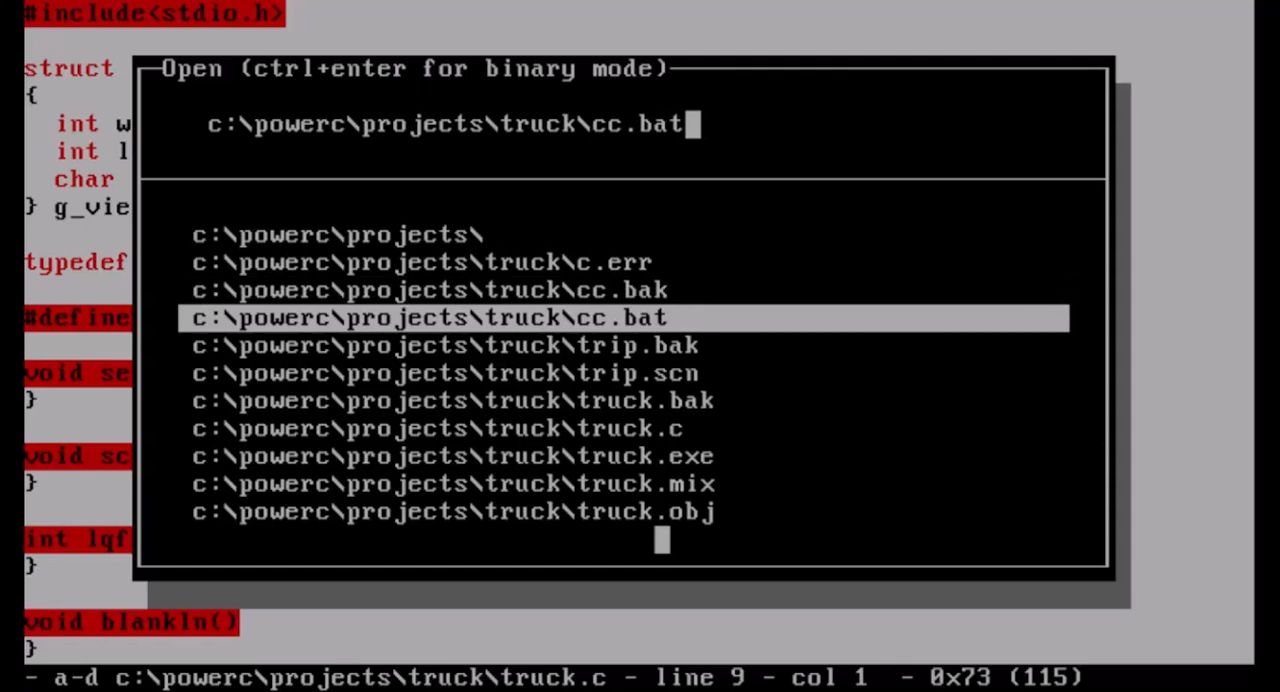 #include<stdio.h>
struct
Open (ctrl+enter for binary mode)
{
c:\powerc\projects\truck\cc.bat
int w
int l
char
} g_vie
c:\powerc\projects\
typedef
c:\powerc\projects\truck\c.err
c:\powerc\projects\truck\cc.bak
#define
c:\powerc\projects\truck\cc.bat
c:\powerc\projects\truck\trip.bak
void se
c:\powerc\projects\truck\trip.scn
}
c:\powerc\projects\truck\truck.bak
c:\powerc\projects\truck\truck.c
void sc
c:\powerc\projects\truck\truck.exe
}
c:\powerc\projects\truck\truck.mix
c:\powerc\projects\truck\truck.obj
int lqf
}
void blankln()
}
- a-d c:\powerc\projects\truck\truck.c - line 9 - col 1 - 0x73 (115)